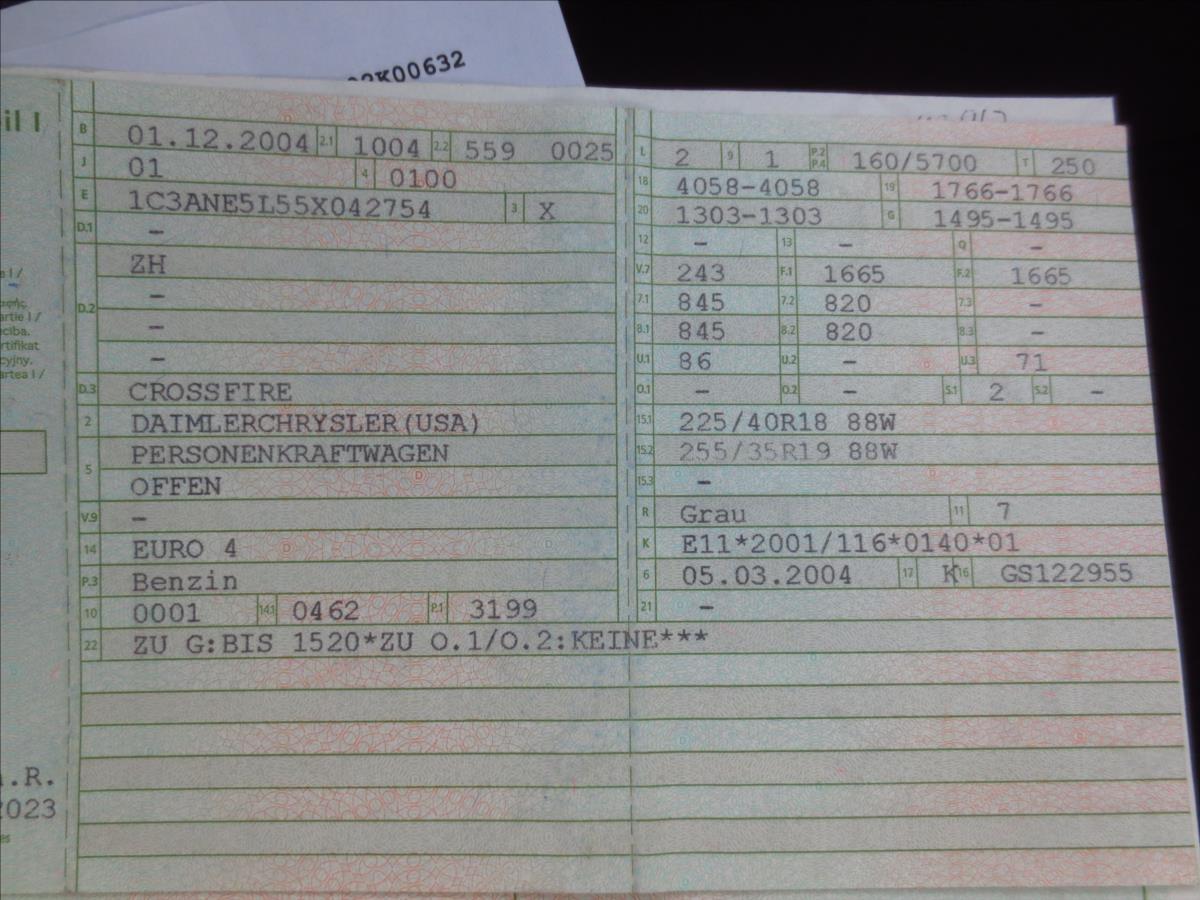 02K00632
il I
B 01.12.2004 2.1 1004 2.2 559 0025
J 01 4 0100
E 1C3ANE5L55X042754 3 X
D.1 –
ZH
D.2 –
–
–
D.3 CROSSFIRE
2 DAIMLERCHRYSLER(USA)
5 PERSONENKRAFTWAGEN
OFFEN
V.9 –
14 EURO 4
P.3 Benzin
10 0001 14.1 0462 P.1 3199
L 2 9 1 P.2 P.4 160/5700 T 250
18 4058-4058 19 1766-1766
20 1303-1303 G 1495-1495
12 – 13 – Q –
V.7 243 F.1 1665 F.2 1665
7.1 845 7.2 820 7.3 –
8.1 845 8.2 820 8.3 –
U.1 86 U.2 – U.3 71
O.1 – O.2 – S.1 2 S.2 –
15.1 225/40R18 88W
15.2 255/35R19 88W
15.3 –
R Grau 11 7
K E11*2001/116*0140*01
6 05.03.2004 17 K 16 GS122955
21 –
22 ZU G:BIS 1520*ZU O.1/O.2:KEINE***
.R.
2023